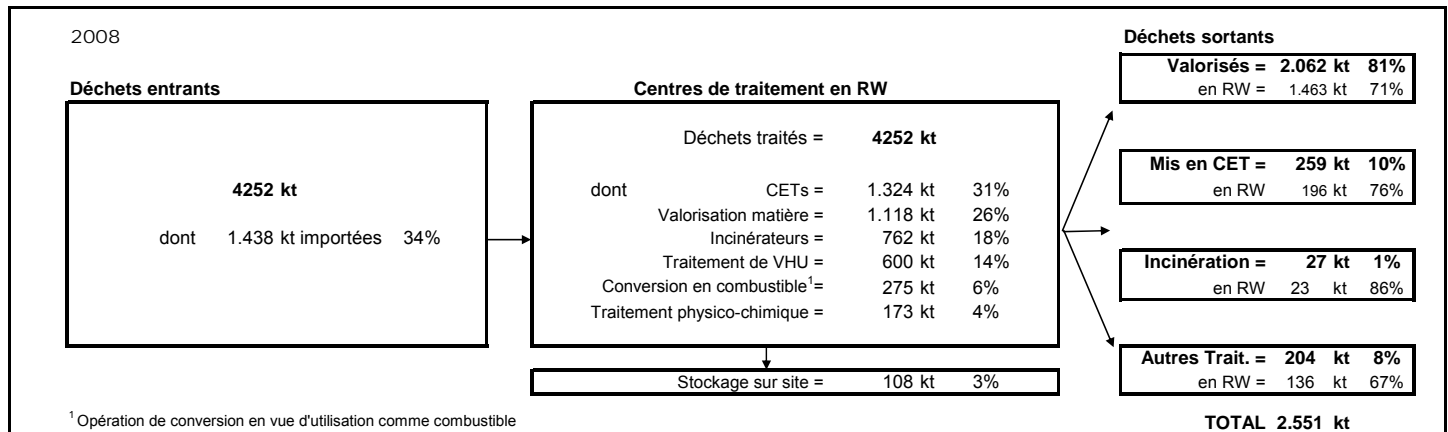 2008
Déchets entrants
4252 kt
dont 1.438 kt importées 34%
Centres de traitement en RW
Déchets traités = 4252 kt
dont CETs = 1.324 kt 31%
Valorisation matière = 1.118 kt 26%
Incinérateurs = 762 kt 18%
Traitement de VHU = 600 kt 14%
Conversion en combustible¹= 275 kt 6%
Traitement physico-chimique = 173 kt 4%
Stockage sur site = 108 kt 3%
Déchets sortants
Valorisés = 2.062 kt 81%
en RW = 1.463 kt 71%
Mis en CET = 259 kt 10%
en RW 196 kt 76%
Incinération = 27 kt 1%
en RW 23 kt 86%
Autres Trait. = 204 kt 8%
en RW = 136 kt 67%
TOTAL 2.551 kt
¹ Opération de conversion en vue d'utilisation comme combustible